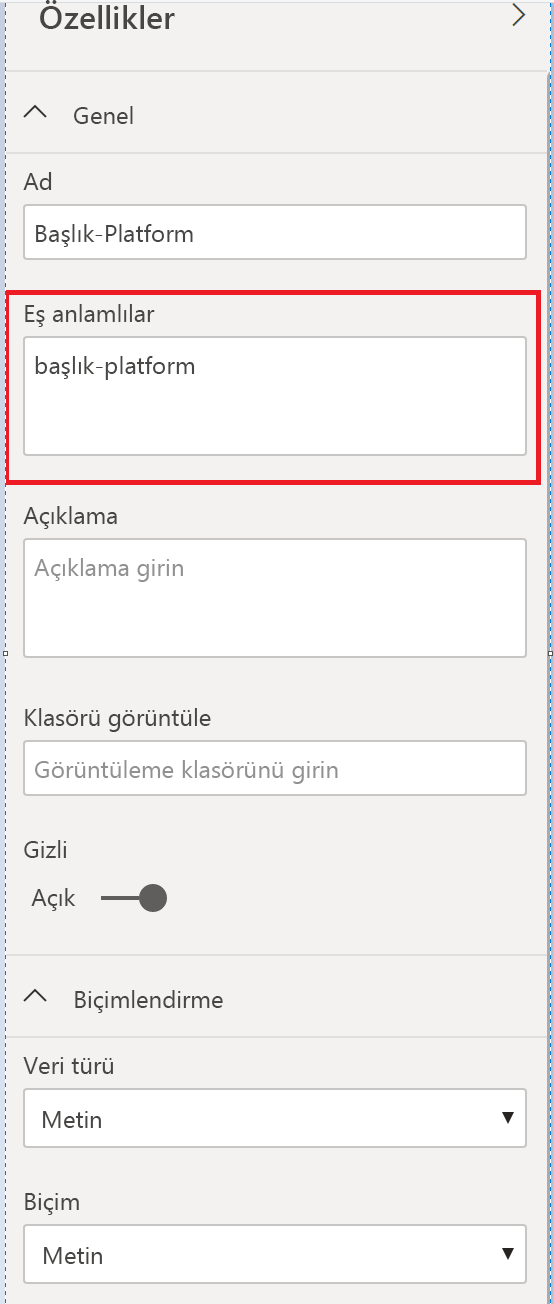 Özellikler
Genel
Ad
Başlık-Platform
Eş anlamlılar
başlık-platform
Açıklama
Açıklama girin
Klasörü görüntüle
Görüntüleme klasörünü girin
Gizli
Açık
Biçimlendirme
Veri türü
Metin
Biçim
Metin